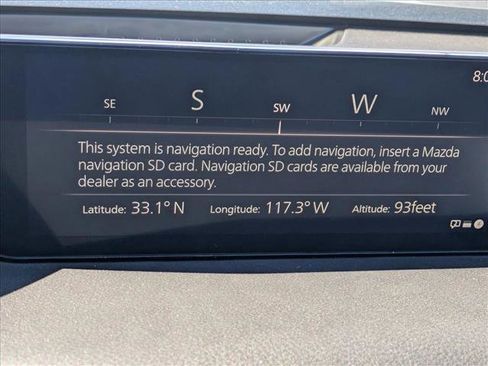 8:0
SE S SW W NW
This system is navigation ready. To add navigation, insert a Mazda
navigation SD card. Navigation SD cards are available from your
dealer as an accessory.
Latitude: 33.1° N Longitude: 117.3° W Altitude: 93feet